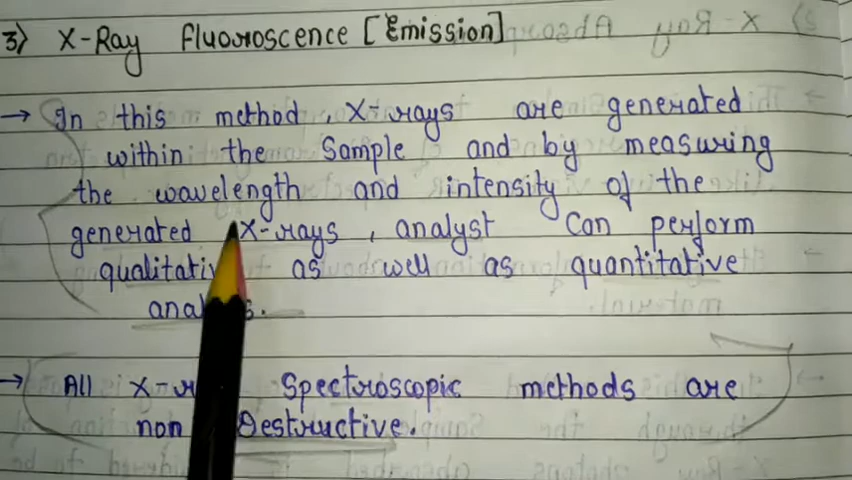 3) X-Ray Fluoroscence [Emission]
→ In this method, X-rays are generated
within the Sample and by measuring
the wavelength and intensity of the
generated X-rays, analyst Can perform
qualitativ as well as quantitative
→ All X-r Spectroscopic methods are
non Destructive.